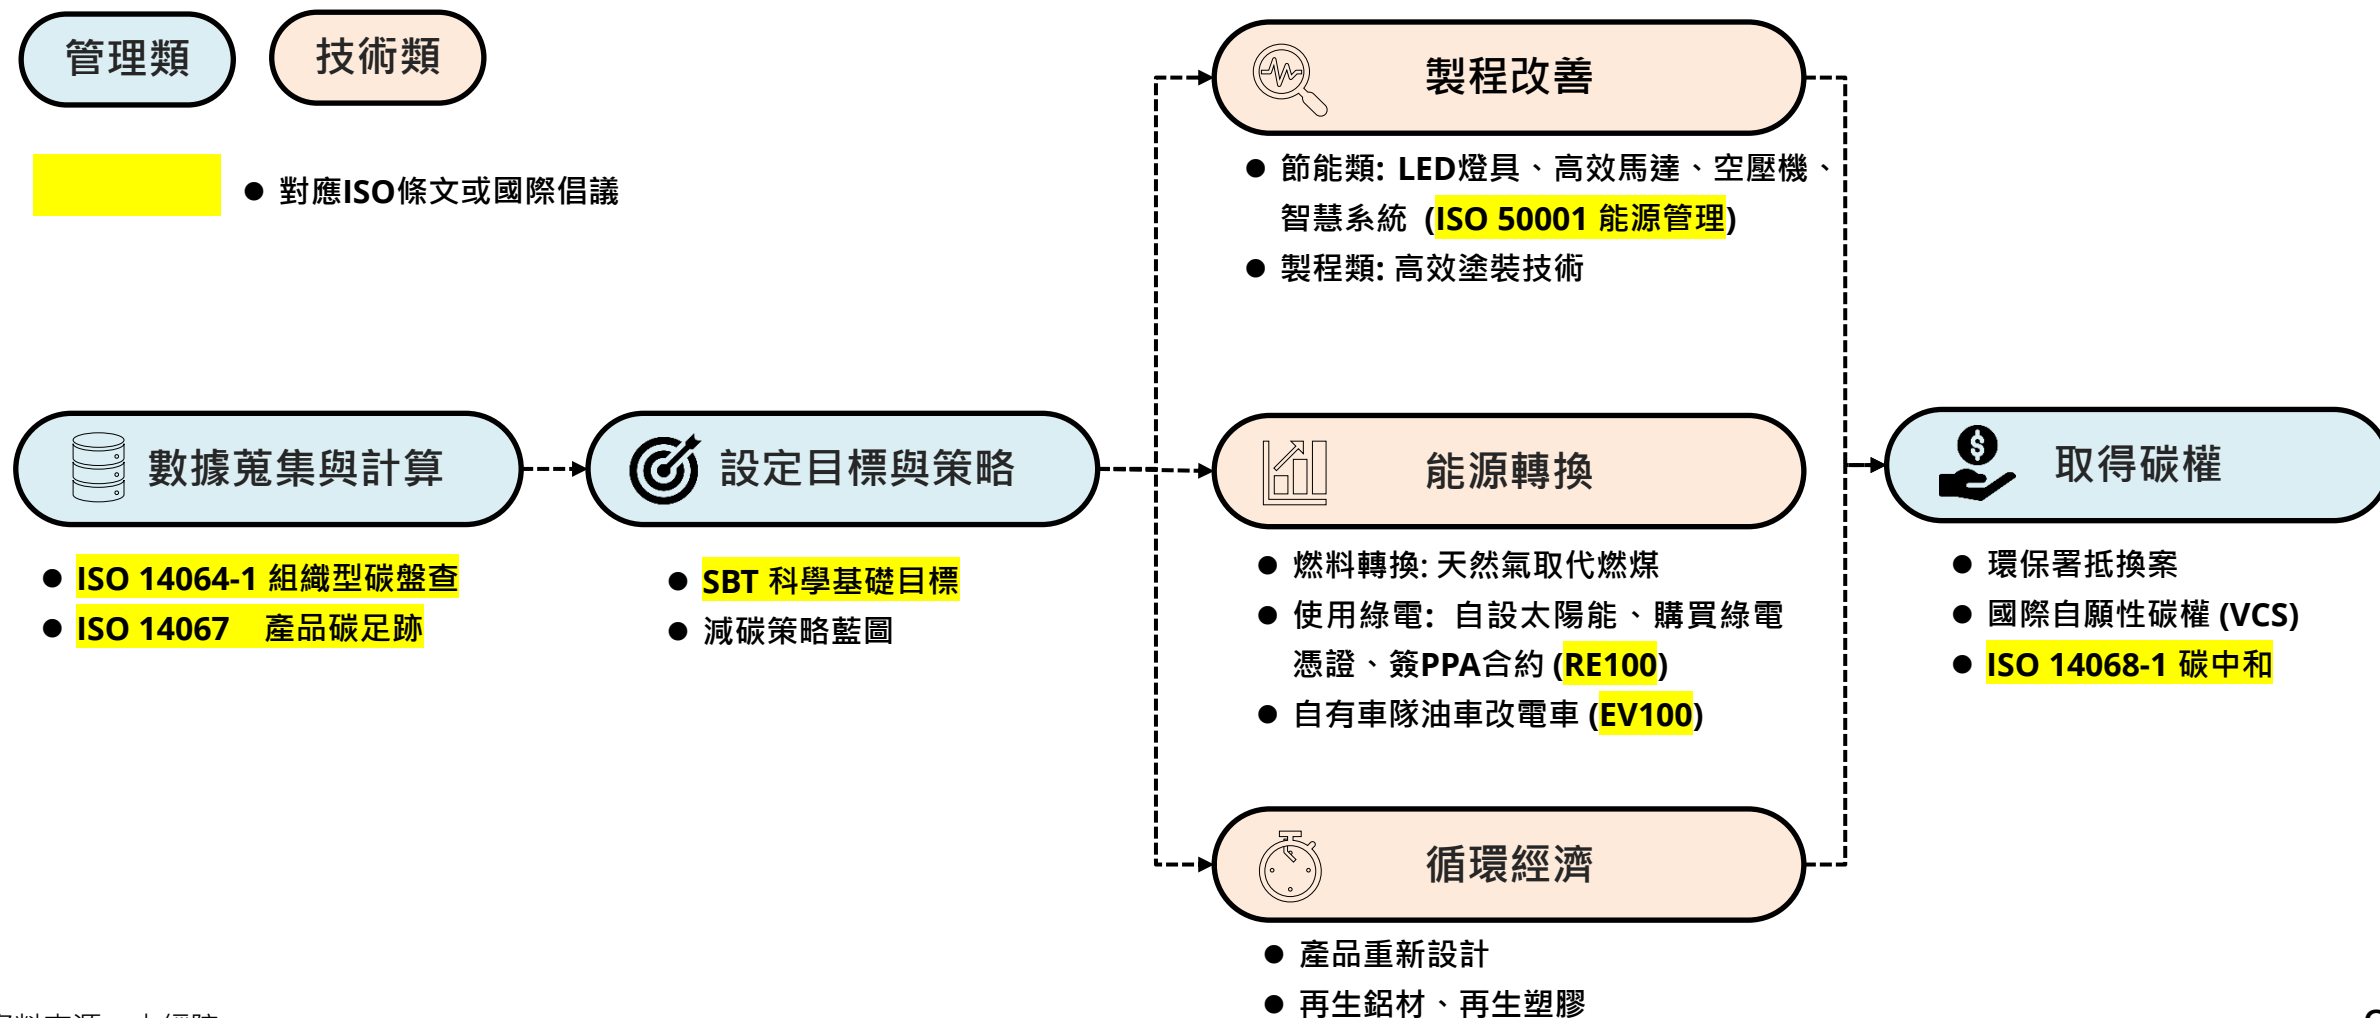 管理類
技術類
● 對應ISO條文或國際倡議
製程改善
● 節能類: LED燈具、高效馬達、空壓機、
智慧系統 (ISO 50001 能源管理)
● 製程類: 高效塗裝技術
數據蒐集與計算
● ISO 14064-1 組織型碳盤查
● ISO 14067 產品碳足跡
設定目標與策略
● SBT 科學基礎目標
● 減碳策略藍圖
能源轉換
● 燃料轉換: 天然氣取代燃煤
● 使用綠電: 自設太陽能、購買綠電
憑證、簽PPA合約 (RE100)
● 自有車隊油車改電車 (EV100)
取得碳權
● 環保署抵換案
● 國際自願性碳權 (VCS)
● ISO 14068-1 碳中和
循環經濟
● 產品重新設計
● 再生鋁材、再生塑膠